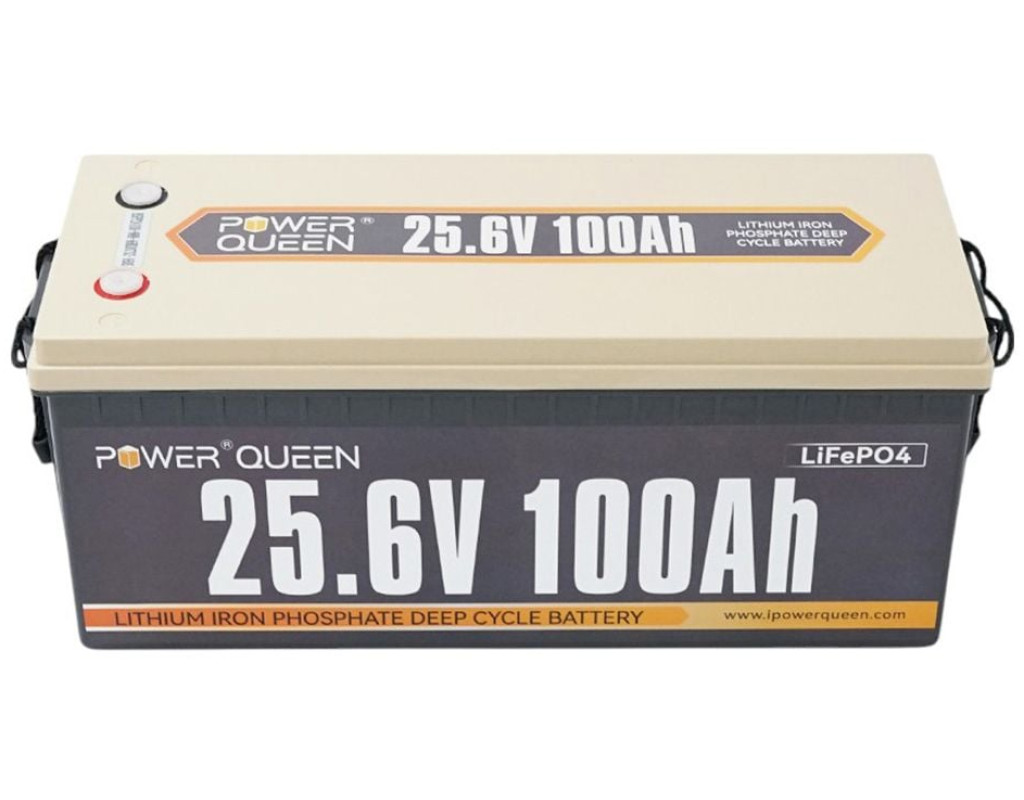 POWER QUEEN®
25.6V 100Ah
LITHIUM IRON
PHOSPHATE DEEP
CYCLE BATTERY
POWER® QUEEN
LiFePO4
25.6V 100Ah
LITHIUM IRON PHOSPHATE DEEP CYCLE BATTERY
www.ipowerqueen.com